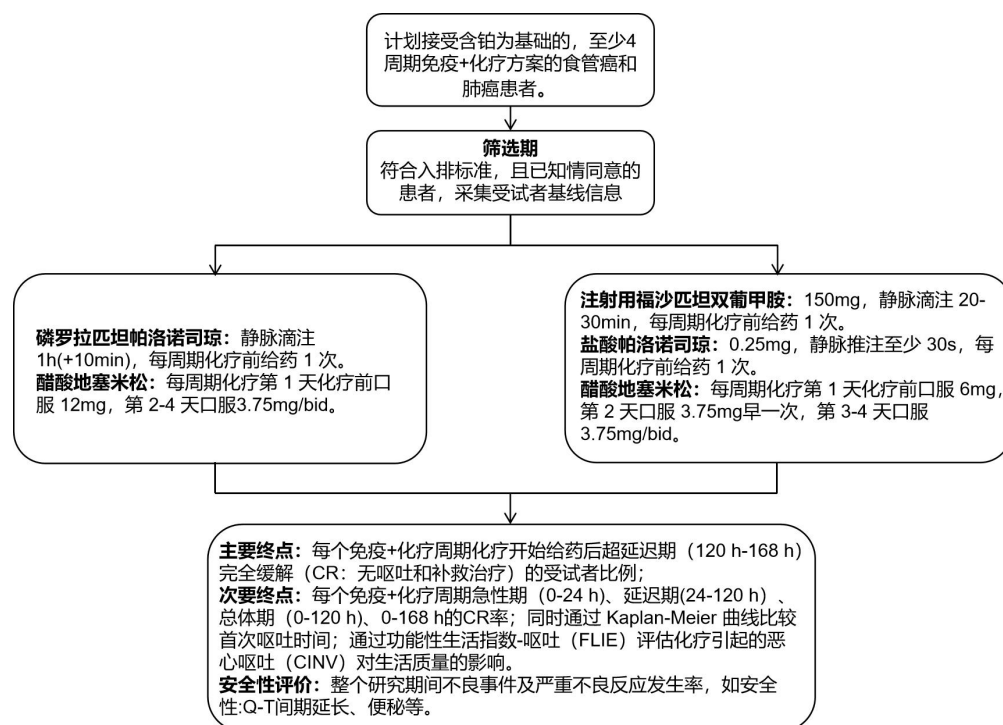 计划接受含铂为基础的，至少4
周期免疫+化疗方案的食管癌和
肺癌患者。
筛选期
符合入排标准，且已知情同意的
患者，采集受试者基线信息
磷罗拉匹坦帕洛诺司琼：静脉滴注
1h(+10min)，每周期化疗前给药 1 次。
醋酸地塞米松：每周期化疗第 1 天化疗前口
服 12mg，第 2-4 天口服3.75mg/bid。
注射用福沙匹坦双葡甲胺：150mg，静脉滴注 20-
30min，每周期化疗前给药 1 次。
盐酸帕洛诺司琼：0.25mg，静脉推注至少 30s，每
周期化疗前给药 1 次。
醋酸地塞米松：每周期化疗第 1 天化疗前口服 6mg，
第 2 天口服 3.75mg早一次，第 3-4 天口服
3.75mg/bid。
主要终点：每个免疫+化疗周期化疗开始给药后超延迟期（120 h-168 h）
完全缓解（CR：无呕吐和补救治疗）的受试者比例；
次要终点：每个免疫+化疗周期急性期（0-24 h）、延迟期(24-120 h）、
总体期（0-120 h）、0-168 h的CR率；同时通过 Kaplan-Meier 曲线比较
首次呕吐时间；通过功能性生活指数-呕吐（FLIE）评估化疗引起的恶
心呕吐（CINV）对生活质量的影响。
安全性评价：整个研究期间不良事件及严重不良反应发生率，如安全
性:Q-T间期延长、便秘等。